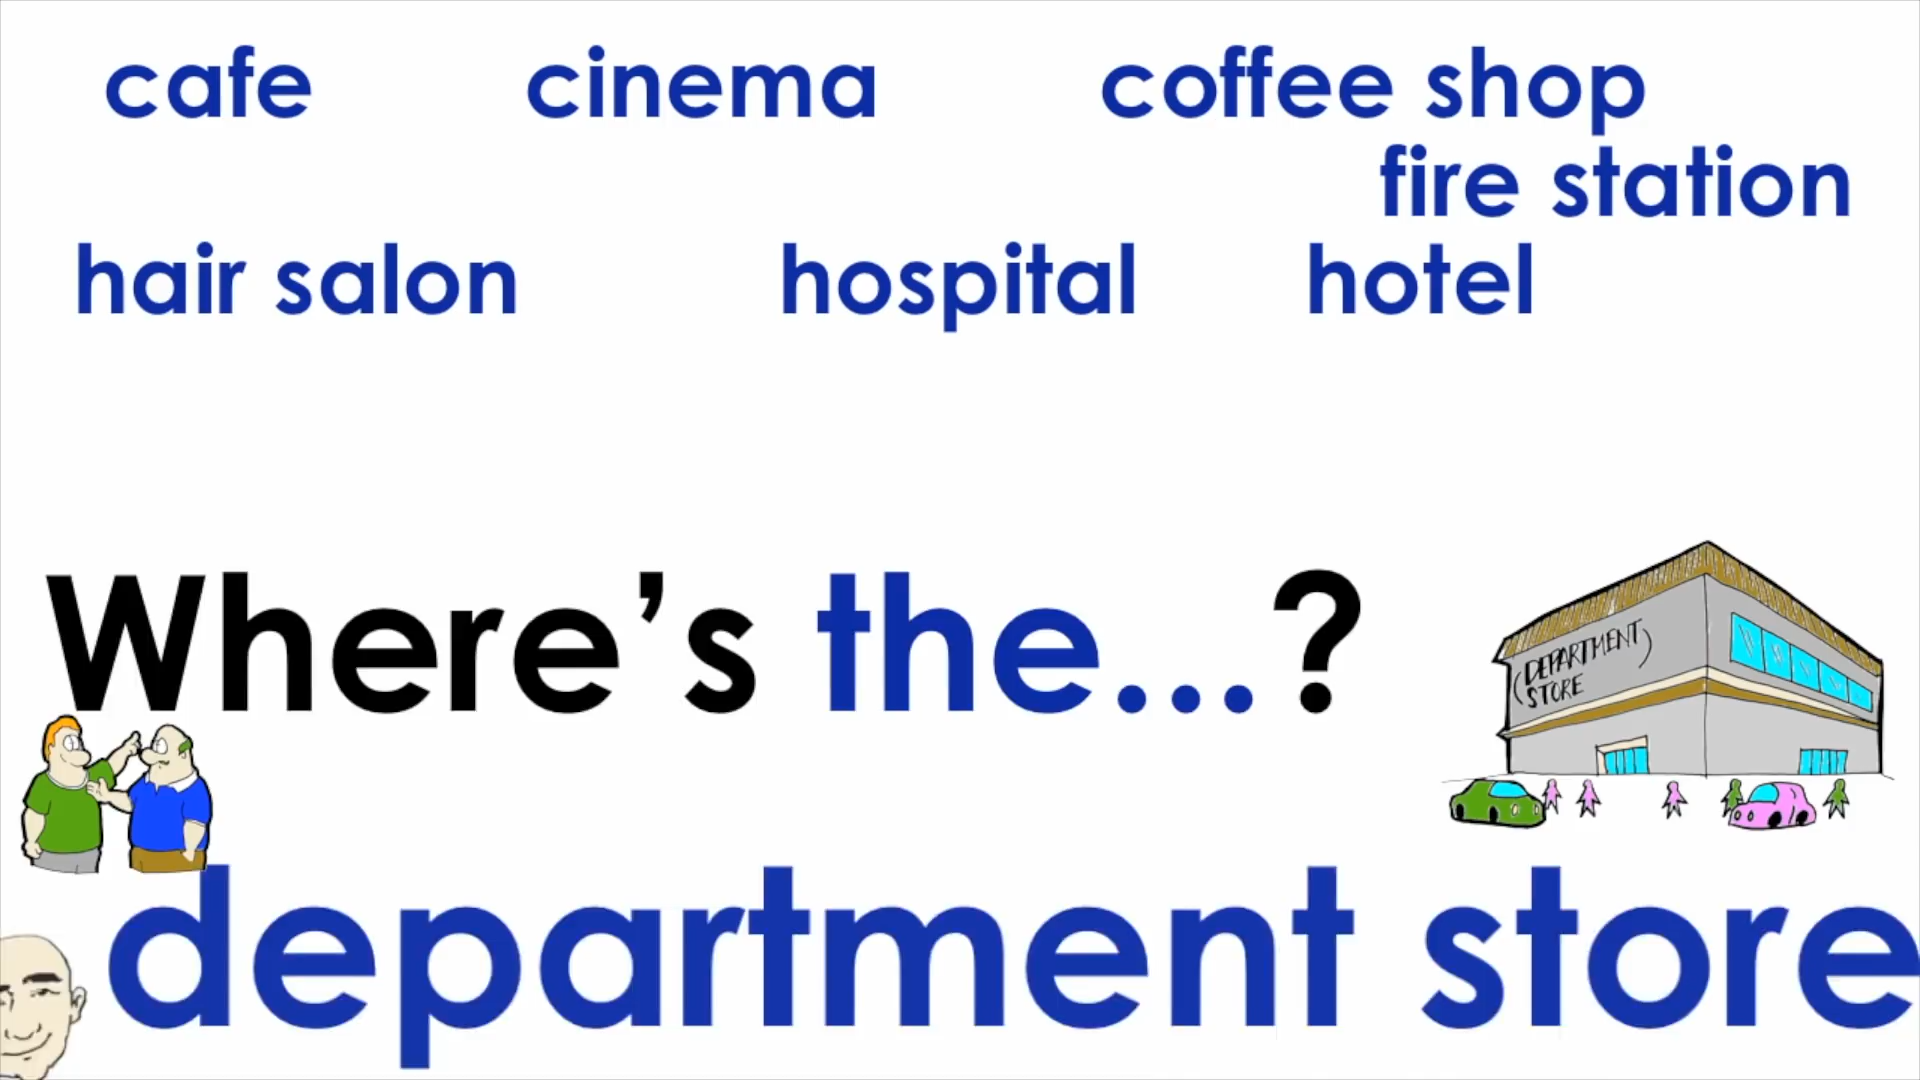 cafe cinema coffee shop
fire station
hair salon hospital hotel
Where’s the...?
(DEPARTMENT)
STORE
department store